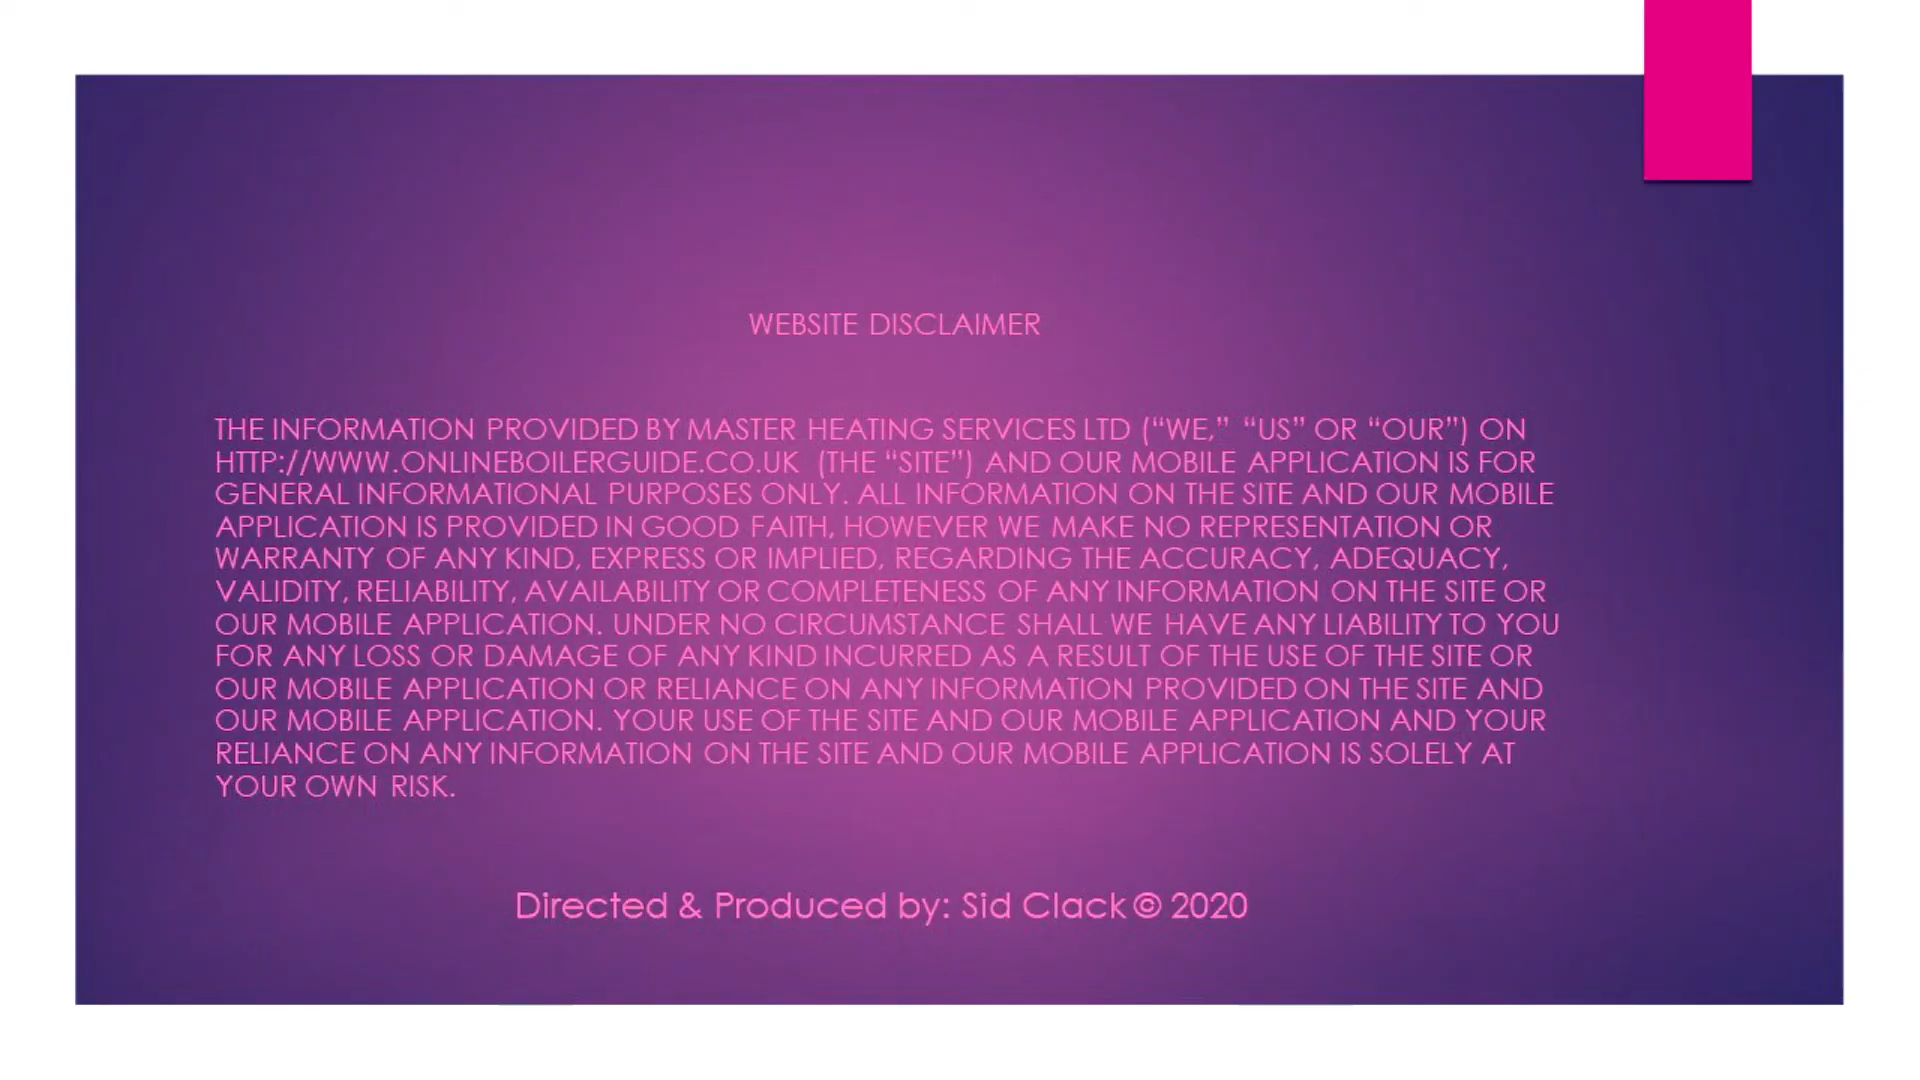 WEBSITE DISCLAIMER
THE INFORMATION PROVIDED BY MASTER HEATING SERVICES LTD (“WE,” “US” OR “OUR”) ON
HTTP://WWW.ONLINEBOILERGUIDE.CO.UK (THE “SITE”) AND OUR MOBILE APPLICATION IS FOR
GENERAL INFORMATIONAL PURPOSES ONLY. ALL INFORMATION ON THE SITE AND OUR MOBILE
APPLICATION IS PROVIDED IN GOOD FAITH, HOWEVER WE MAKE NO REPRESENTATION OR
WARRANTY OF ANY KIND, EXPRESS OR IMPLIED, REGARDING THE ACCURACY, ADEQUACY,
VALIDITY, RELIABILITY, AVAILABILITY OR COMPLETENESS OF ANY INFORMATION ON THE SITE OR
OUR MOBILE APPLICATION. UNDER NO CIRCUMSTANCE SHALL WE HAVE ANY LIABILITY TO YOU
FOR ANY LOSS OR DAMAGE OF ANY KIND INCURRED AS A RESULT OF THE USE OF THE SITE OR
OUR MOBILE APPLICATION OR RELIANCE ON ANY INFORMATION PROVIDED ON THE SITE AND
OUR MOBILE APPLICATION. YOUR USE OF THE SITE AND OUR MOBILE APPLICATION AND YOUR
RELIANCE ON ANY INFORMATION ON THE SITE AND OUR MOBILE APPLICATION IS SOLELY AT
YOUR OWN RISK.
Directed & Produced by: Sid Clack © 2020